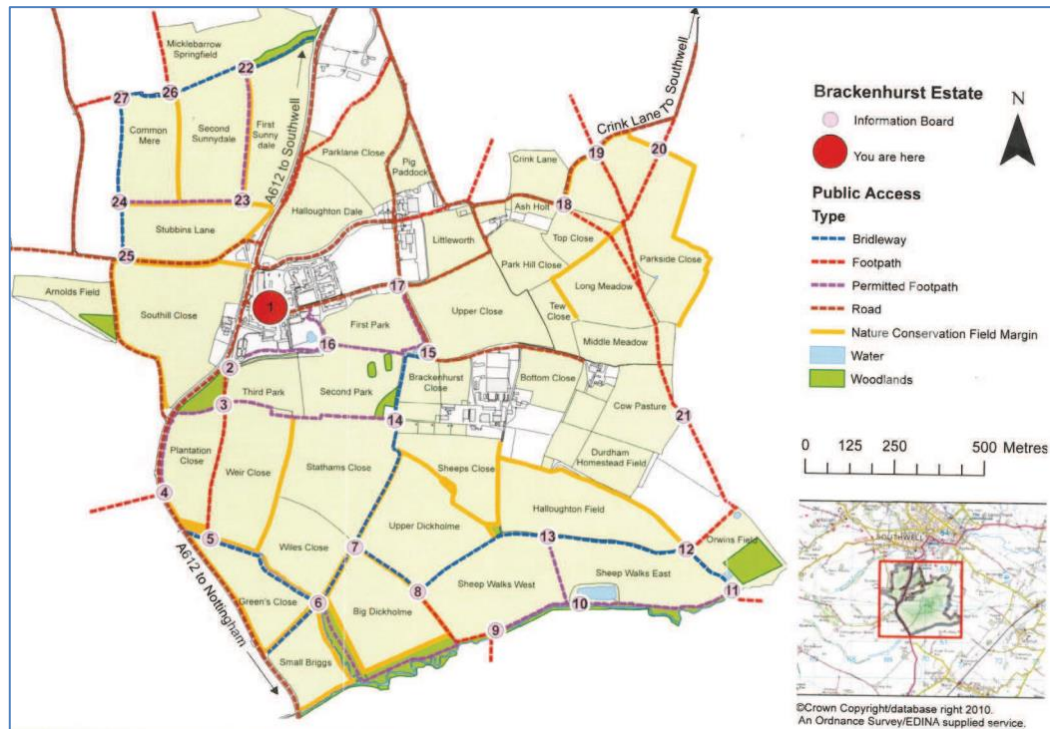 Micklebarrow
Springfield
22
26
27
Common
Mere
Second
Sunnydale
First
Sunny
dale
A612 to Southwell
Parklane Close
Pig
Paddock
Crink Lane to Southwell
19
20
Crink Lane
24
23
Halloughton Dale
Ash Holt
18
Stubbins Lane
Littleworth
Top Close
25
Park Hill Close
Parkside Close
Arnolds Field
Southill Close
1
17
Long Meadow
Tew
Close
First Park
Upper Close
16
15
Middle Meadow
2
Brackenhurst
Close
Bottom Close
Third Park
Second Park
3
14
Cow Pasture
21
Plantation
Close
Weir Close
Stathams Close
Sheeps Close
Durdham
Homestead Field
4
Halloughton Field
Upper Dickholme
5
13
Orwins Field
12
7
Wiles Close
A612 to Nottingham
Sheep Walks West
Sheep Walks East
8
11
Green's Close
6
Big Dickholme
10
9
Small Briggs
Brackenhurst Estate
N
Information Board
You are here
Public Access
Type
Bridleway
Footpath
Permitted Footpath
Road
Nature Conservation Field Margin
Water
Woodlands
0 125 250 500 Metres
SOUTHWELL
©Crown Copyright/database right 2010.
An Ordnance Survey/EDINA supplied service.